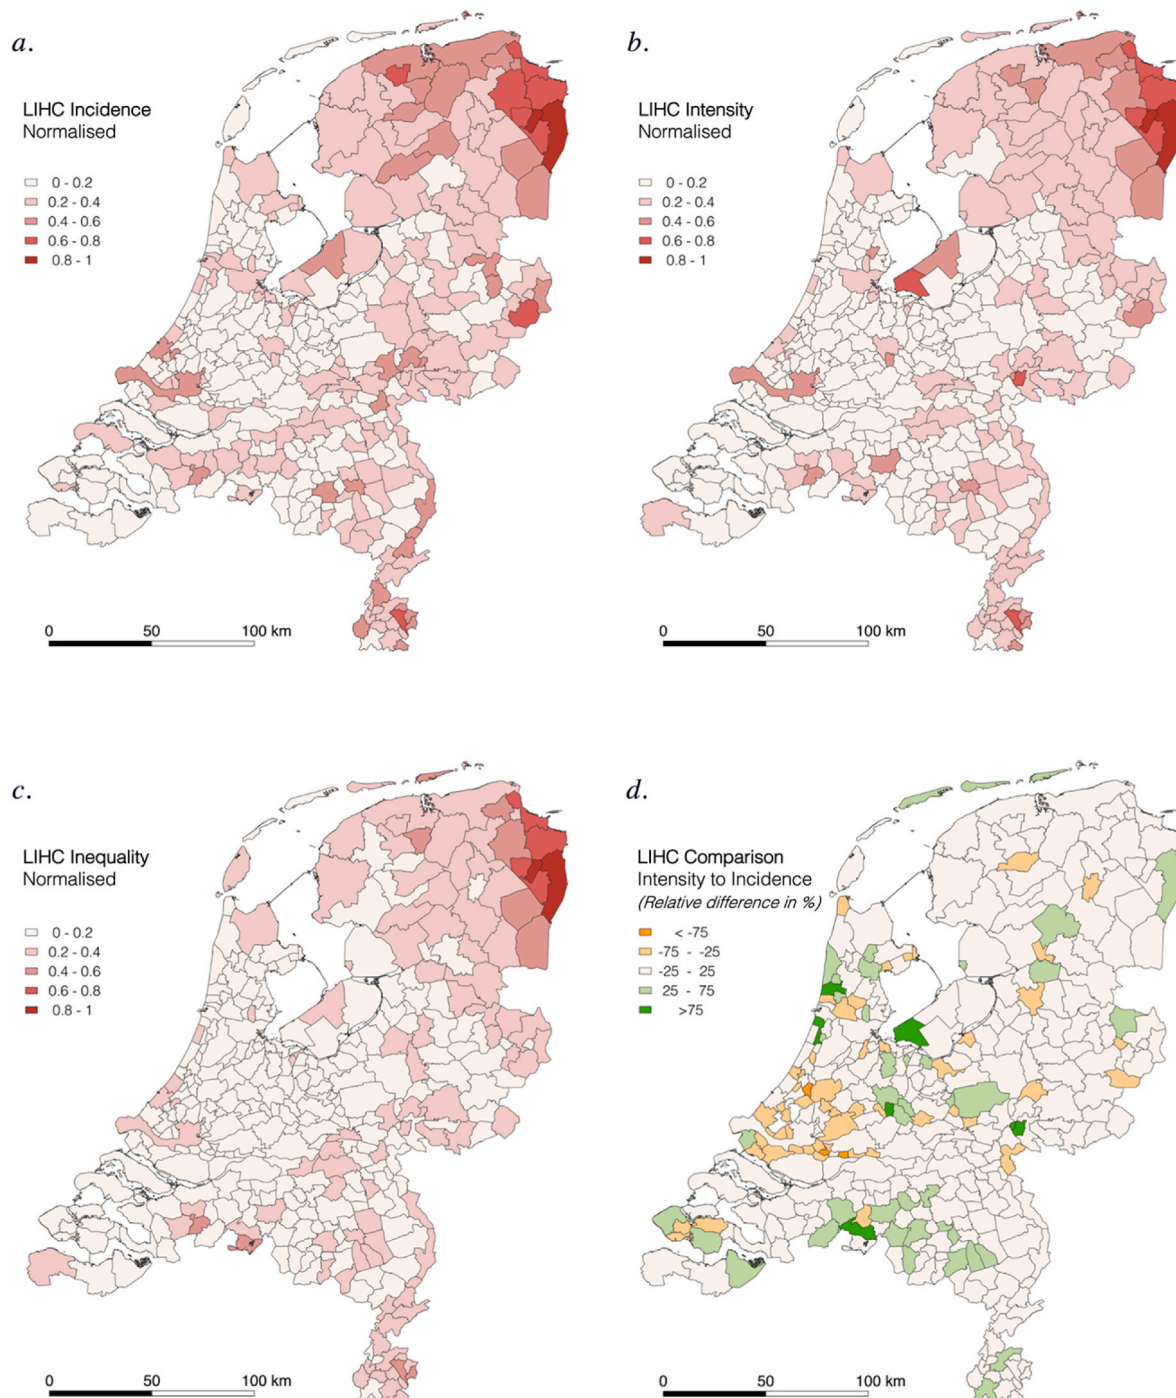 a.
LIHC Incidence
Normalised
0 - 0.2
0.2 - 0.4
0.4 - 0.6
0.6 - 0.8
0.8 - 1
0 50 100 km
b.
LIHC Intensity
Normalised
0 - 0.2
0.2 - 0.4
0.4 - 0.6
0.6 - 0.8
0.8 - 1
0 50 100 km
c.
LIHC Inequality
Normalised
0 - 0.2
0.2 - 0.4
0.4 - 0.6
0.6 - 0.8
0.8 - 1
0 50 100 km
d.
LIHC Comparison
Intensity to Incidence
(Relative difference in %)
< -75
-75 - -25
-25 - 25
25 - 75
>75
0 50 100 km